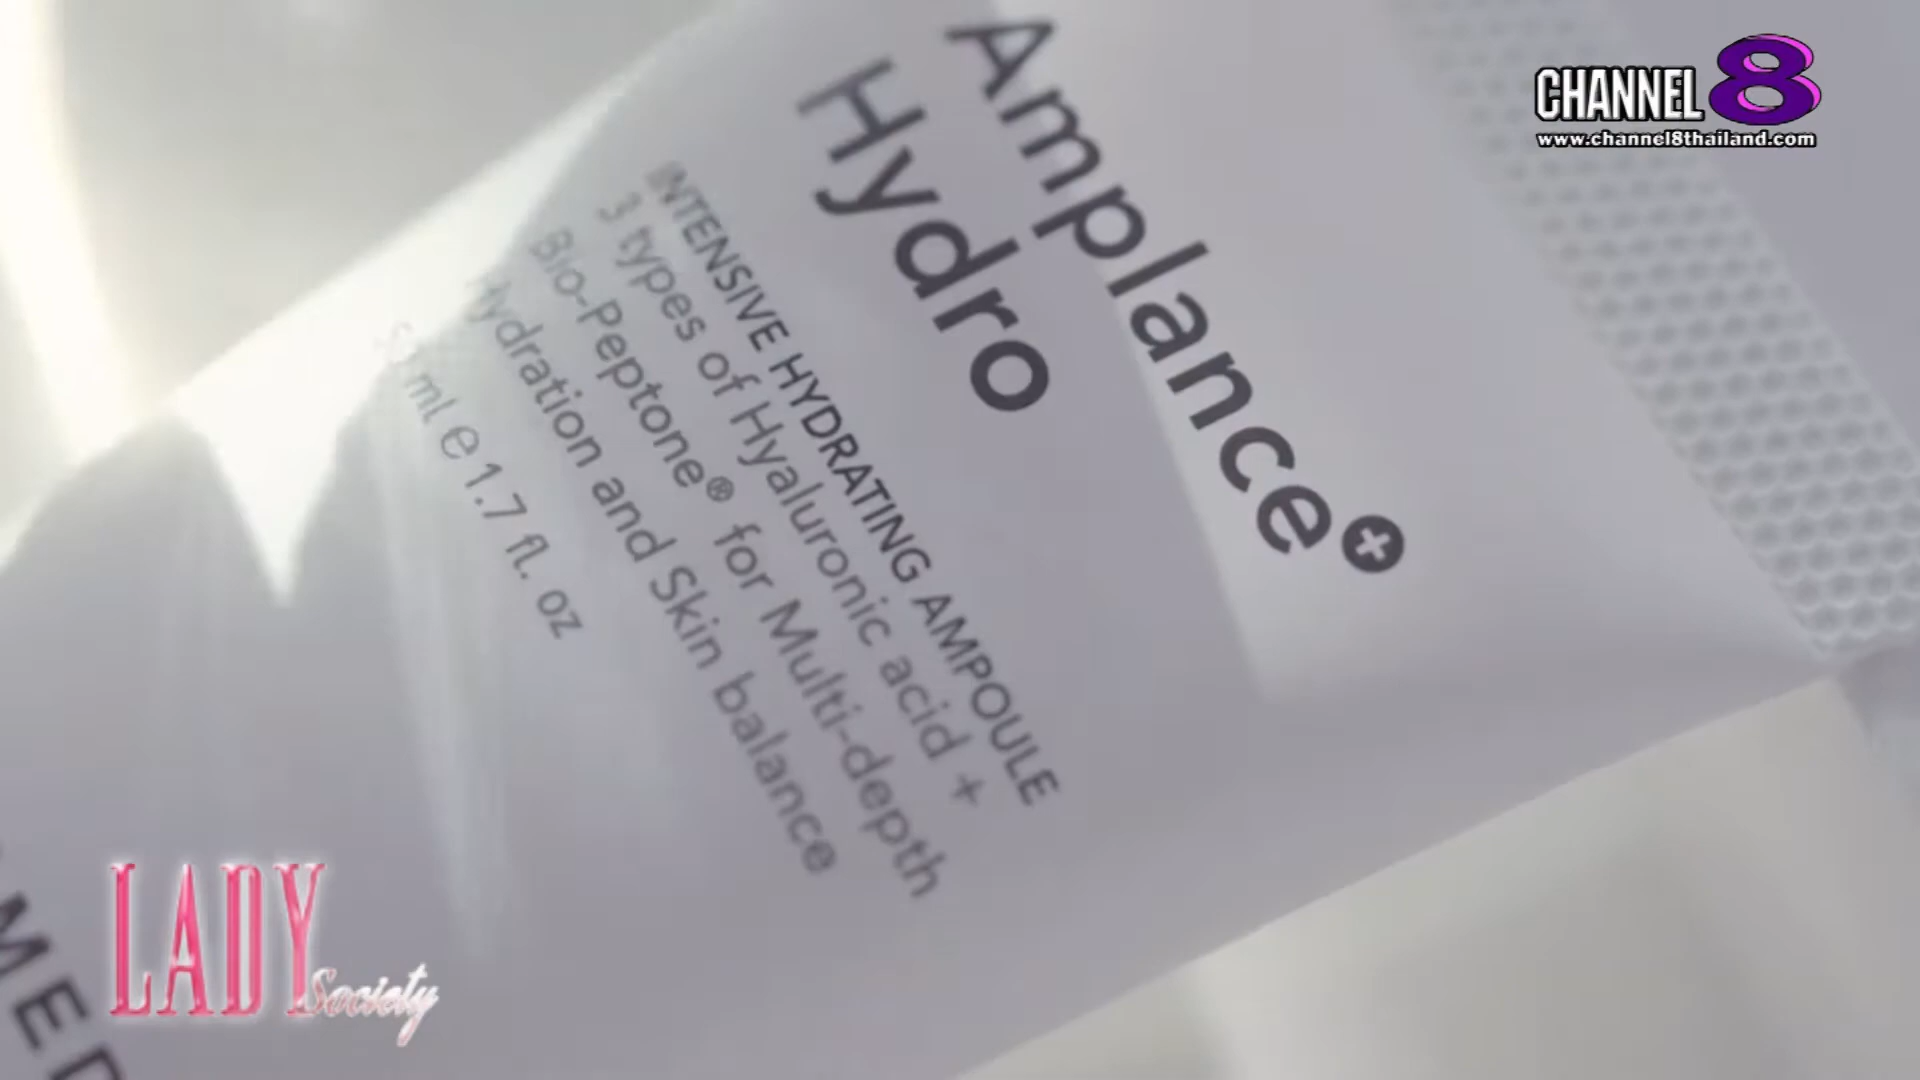 CHANNEL 8
www.channel8thailand.com
Amplance+
Hydro
INTENSIVE HYDRATING AMPOULE
3 types of Hyaluronic acid +
Bio-Peptone® for Multi-depth
Hydration and Skin balance
50 ml ℮ 1.7 fl. oz
LADY
Society